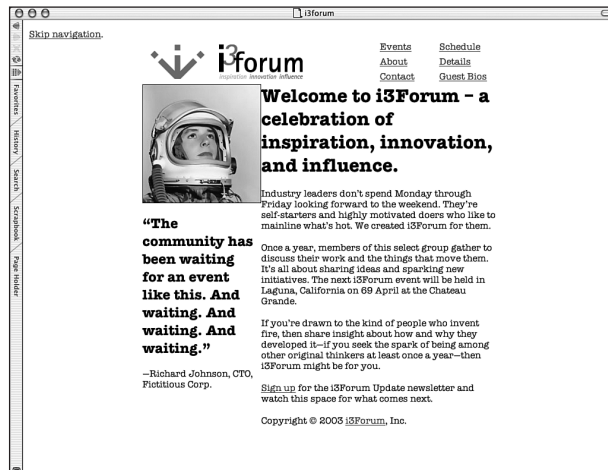 i3forum
Skip navigation.
i3forum
inspiration innovation influence
Events Schedule
About Details
Contact Guest Bios
Favorites
History
Search
Scrapbook
Page Holder
Welcome to i3Forum – a
celebration of
inspiration, innovation,
and influence.
Industry leaders don't spend Monday through
Friday looking forward to the weekend. They're
self-starters and highly motivated doers who like to
mainline what's hot. We created i3Forum for them.
Once a year, members of this select group gather to
discuss their work and the things that move them.
It's all about sharing ideas and sparking new
initiatives. The next i3Forum event will be held in
Laguna, California on 69 April at the Chateau
Grande.
If you're drawn to the kind of people who invent
fire, then share insight about how and why they
developed it—if you seek the spark of being among
other original thinkers at least once a year—then
i3Forum might be for you.
Sign up for the i3Forum Update newsletter and
watch this space for what comes next.
Copyright © 2003 i3Forum, Inc.
“The
community has
been waiting
for an event
like this. And
waiting. And
waiting. And
waiting.”
—Richard Johnson, CTO,
Fictitious Corp.